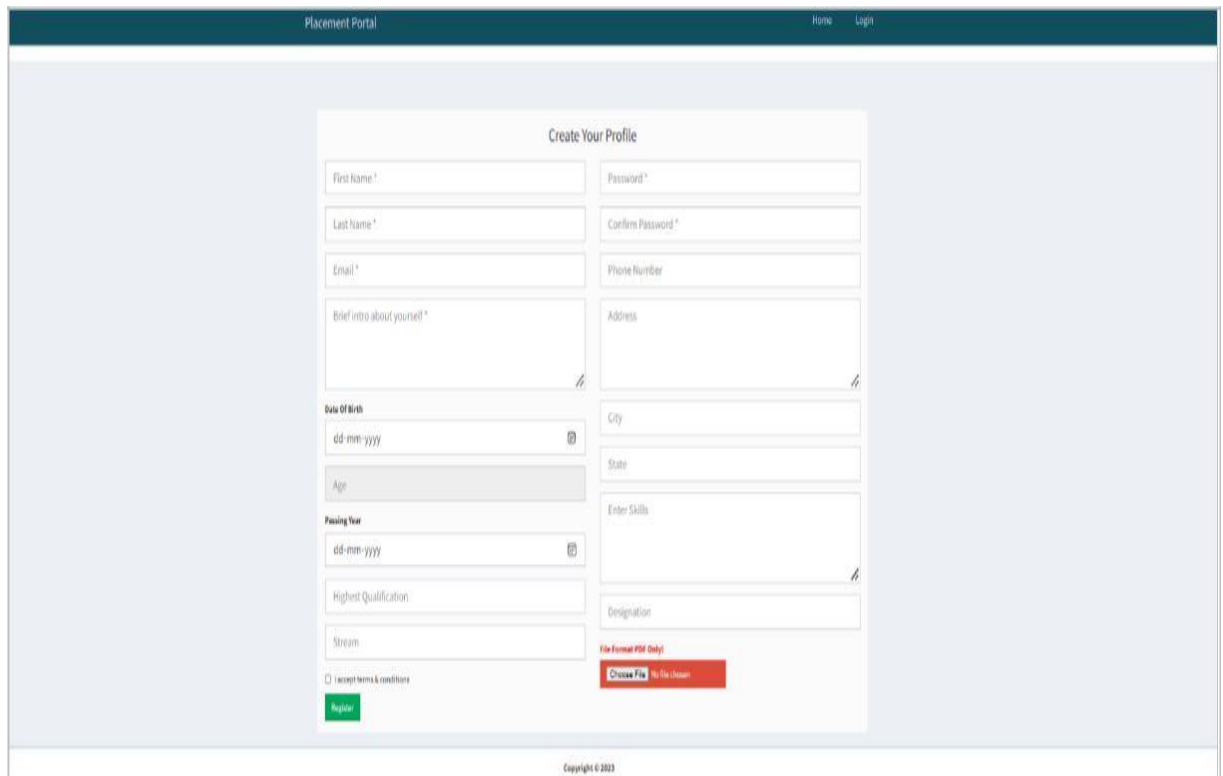 Placement Portal
Home
Login
Create Your Profile
First Name *
Last Name *
Email *
Brief intro about yourself *
Date Of Birth
dd-mm-yyyy
Age
Passing Year
dd-mm-yyyy
Highest Qualification
Stream
I accept terms & conditions
Register
Password *
Confirm Password *
Phone Number
Address
City
State
Enter Skills
Designation
File Format PDF Only!
Choose File No file chosen
Copyright © 2023